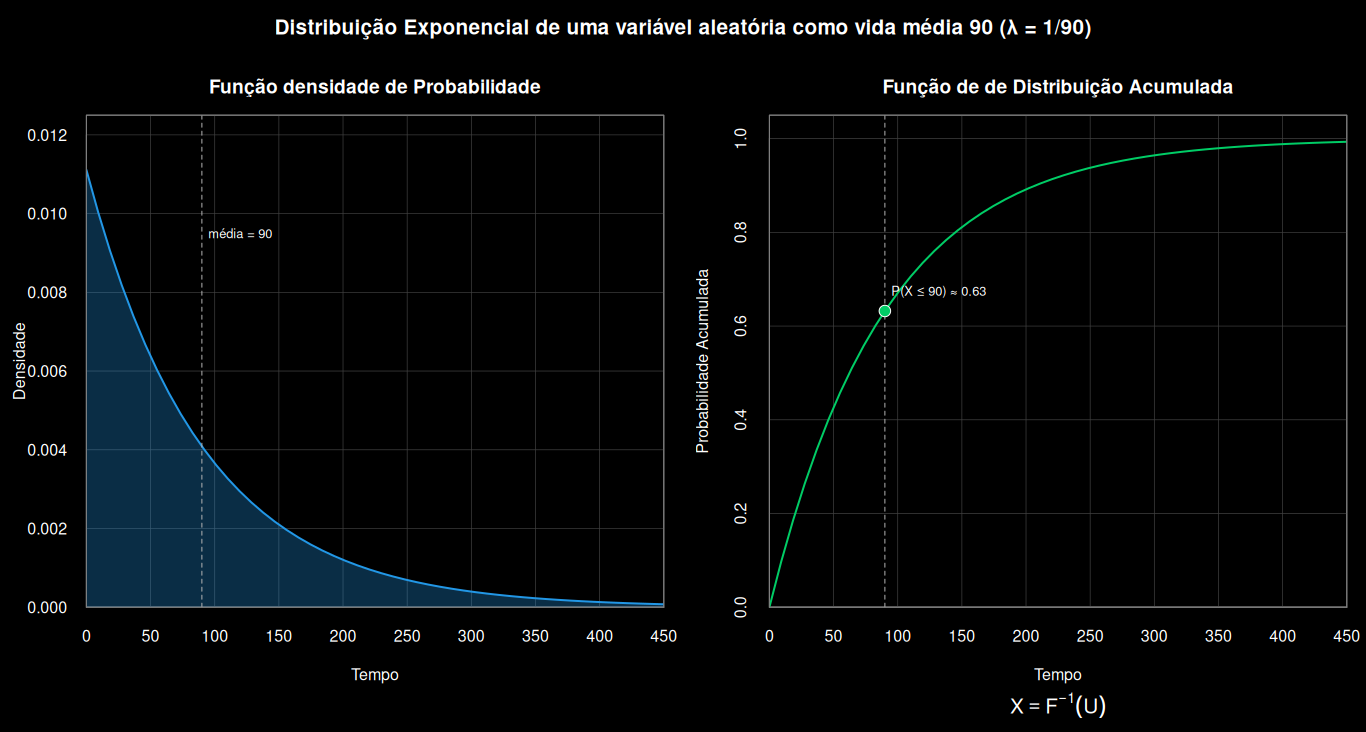 Distribuição Exponencial de uma variável aleatória como vida média 90 (λ = 1/90)
Função densidade de Probabilidade
0.012
0.010
0.008
0.006
0.004
0.002
0.000
Densidade
média = 90
0 50 100 150 200 250 300 350 400 450
Tempo
Função de de Distribuição Acumulada
1.0
0.8
0.6
0.4
0.2
0.0
Probabilidade Acumulada
P(X ≤ 90) ≈ 0.63
0 50 100 150 200 250 300 350 400 450
Tempo
X = F⁻¹(U)